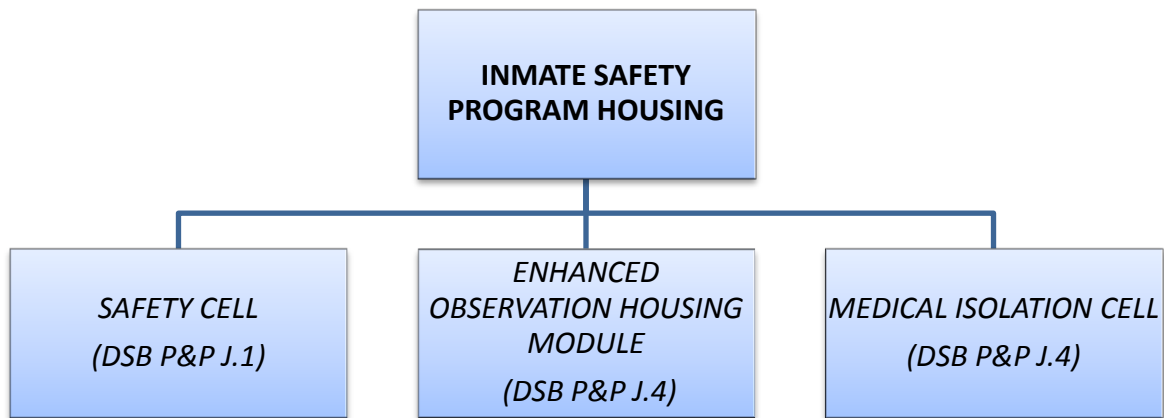 INMATE SAFETY
PROGRAM HOUSING
SAFETY CELL
(DSB P&P J.1)
ENHANCED
OBSERVATION HOUSING
MODULE
(DSB P&P J.4)
MEDICAL ISOLATION CELL
(DSB P&P J.4)